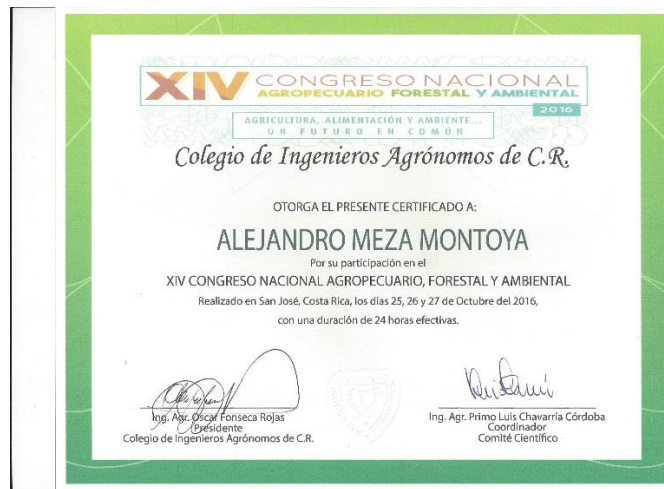 XIV CONGRESO NACIONAL
AGROPECUARIO FORESTAL Y AMBIENTAL
2016
AGRICULTURA, ALIMENTACIÓN Y AMBIENTE...
UN FUTURO EN COMÚN
Colegio de Ingenieros Agrónomos de C.R.
OTORGA EL PRESENTE CERTIFICADO A:
ALEJANDRO MEZA MONTOYA
Por su participación en el
XIV CONGRESO NACIONAL AGROPECUARIO, FORESTAL Y AMBIENTAL
Realizado en San José, Costa Rica, los días 25, 26 y 27 de Octubre del 2016,
con una duración de 24 horas efectivas.
Ing. Agr. Oscar Fonseca Rojas
Presidente
Colegio de Ingenieros Agrónomos de C.R.
Ing. Agr. Primo Luis Chavarría Córdoba
Coordinador
Comité Científico